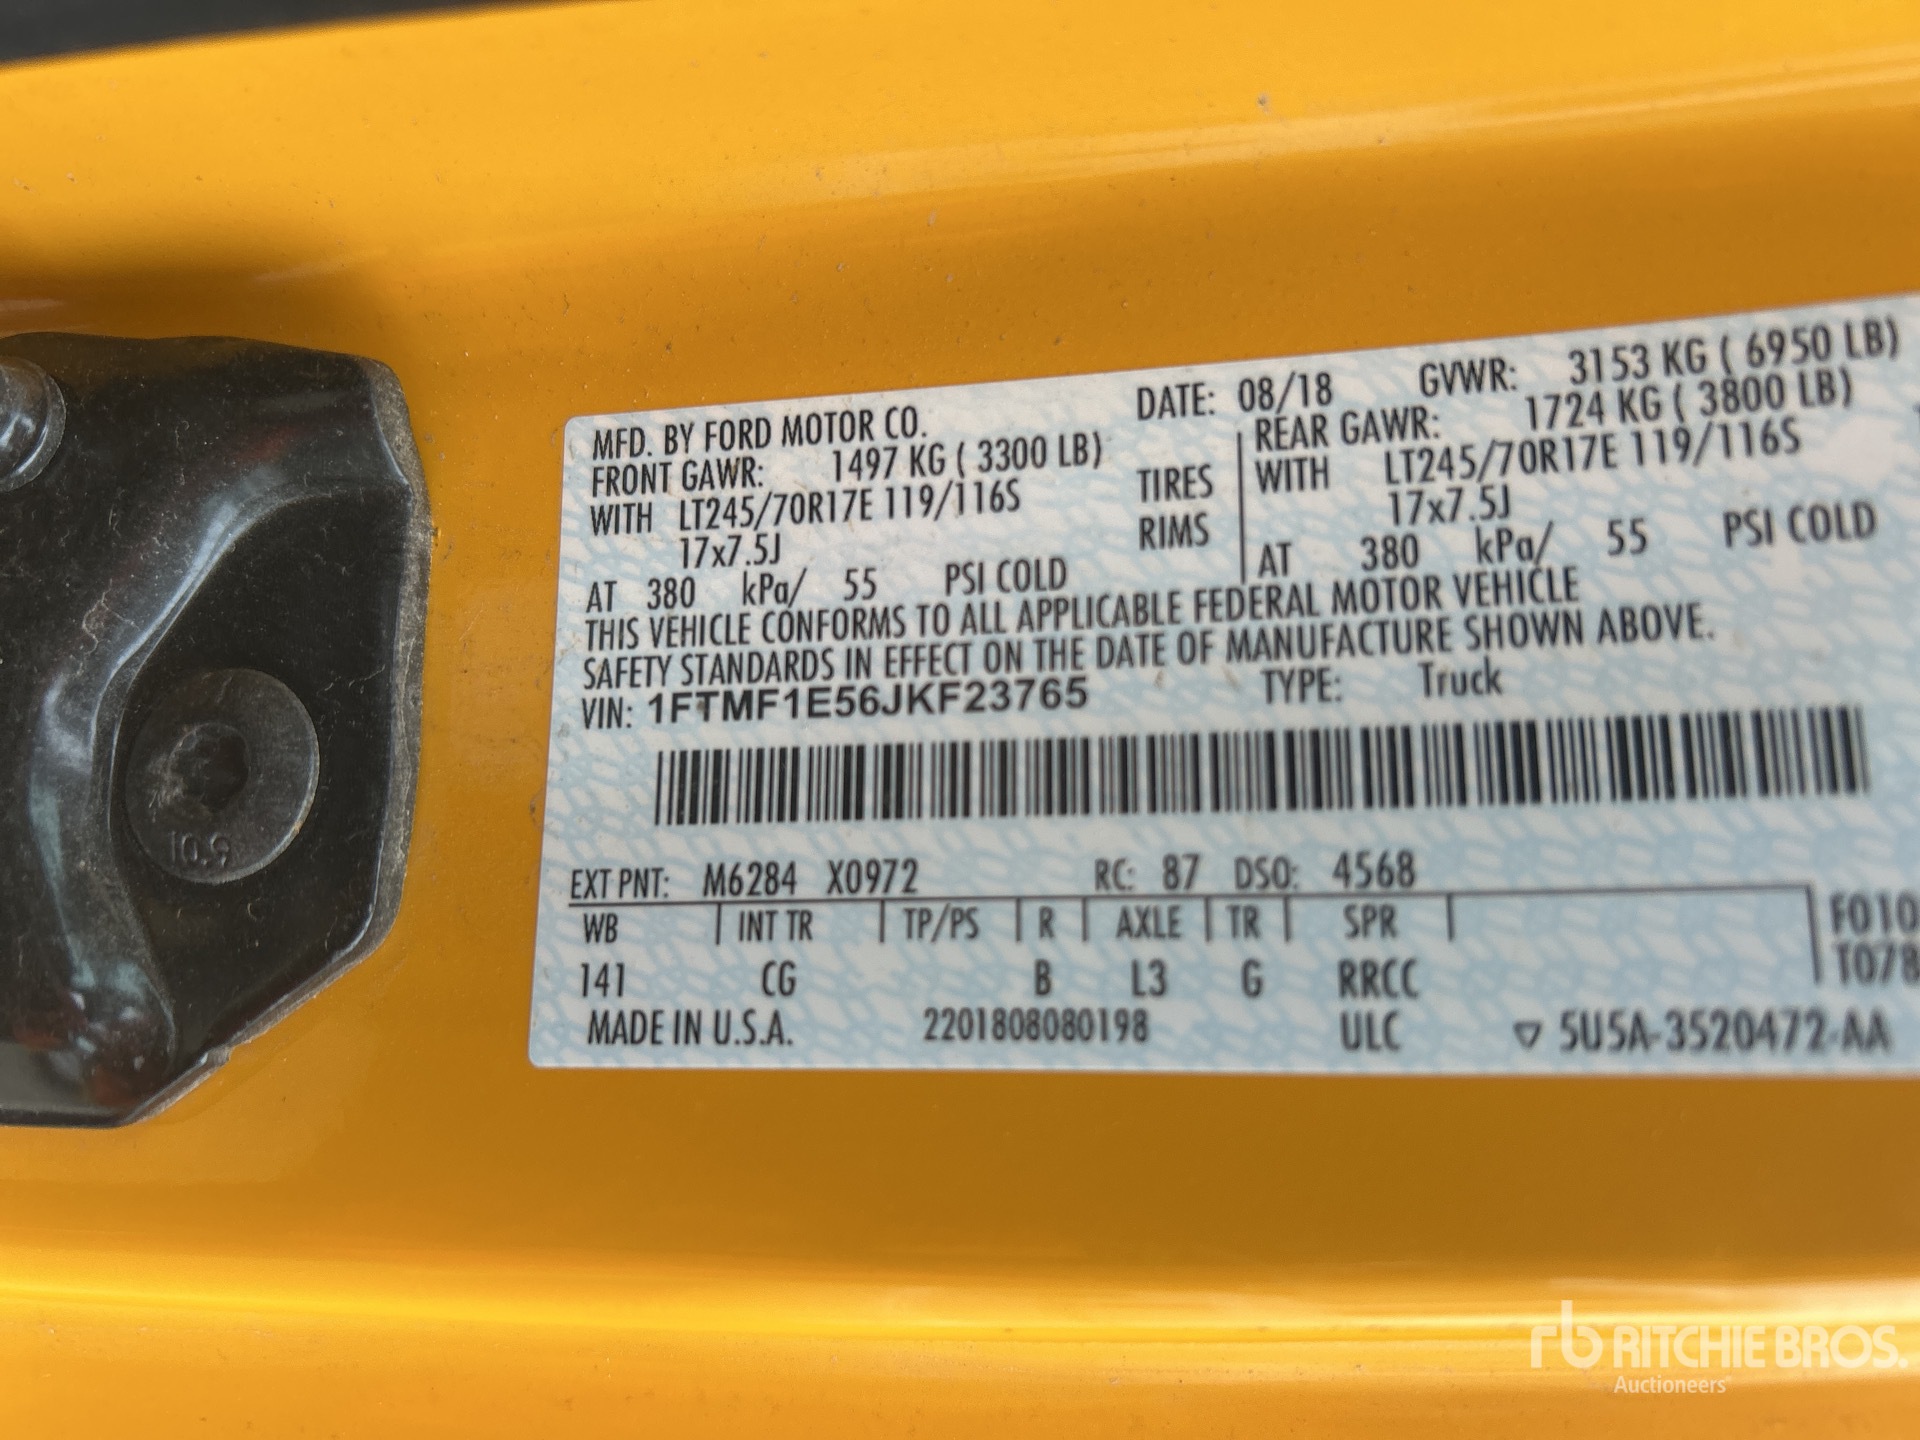 MFD. BY FORD MOTOR CO. DATE: 08/18 GVWR: 3153 KG ( 6950 LB)
FRONT GAWR: 1497 KG ( 3300 LB) REAR GAWR: 1724 KG ( 3800 LB)
WITH LT245/70R17E 119/116S TIRES WITH LT245/70R17E 119/116S
17x7.5J RIMS 17x7.5J
AT 380 kPa/ 55 PSI COLD AT 380 kPa/ 55 PSI COLD
THIS VEHICLE CONFORMS TO ALL APPLICABLE FEDERAL MOTOR VEHICLE
SAFETY STANDARDS IN EFFECT ON THE DATE OF MANUFACTURE SHOWN ABOVE.
VIN: 1FTMF1E56JKF23765 TYPE: Truck
EXT PNT: M6284 X0972 RC: 87 DSO: 4568
WB INT TR TP/PS R AXLE TR SPR F010
T078
141 CG B L3 G RRCC
MADE IN U.S.A. 2201808080198 ULC 5U5A-3520472-AA
10.9
rb RITCHIE BROS.
Auctioneers